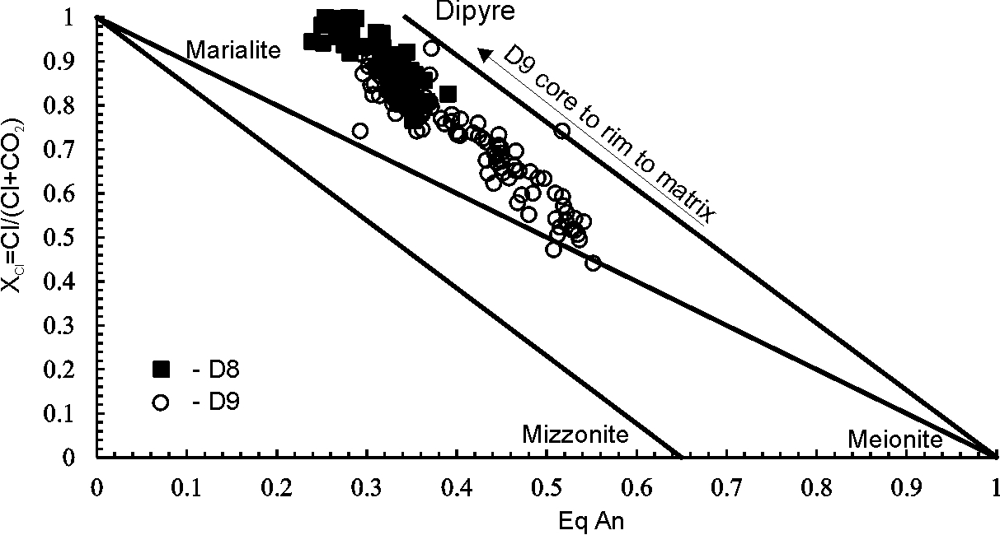 Dipyre
1
Marialite
D9 core to rim to matrix
0.9
0.8
0.7
0.6
0.5
0.4
0.3
0.2
0.1
0
X_Cl=Cl/(Cl+CO₂)
- D8
- D9
Mizzonite
Meionite
0 0.1 0.2 0.3 0.4 0.5 0.6 0.7 0.8 0.9 1
Eq An